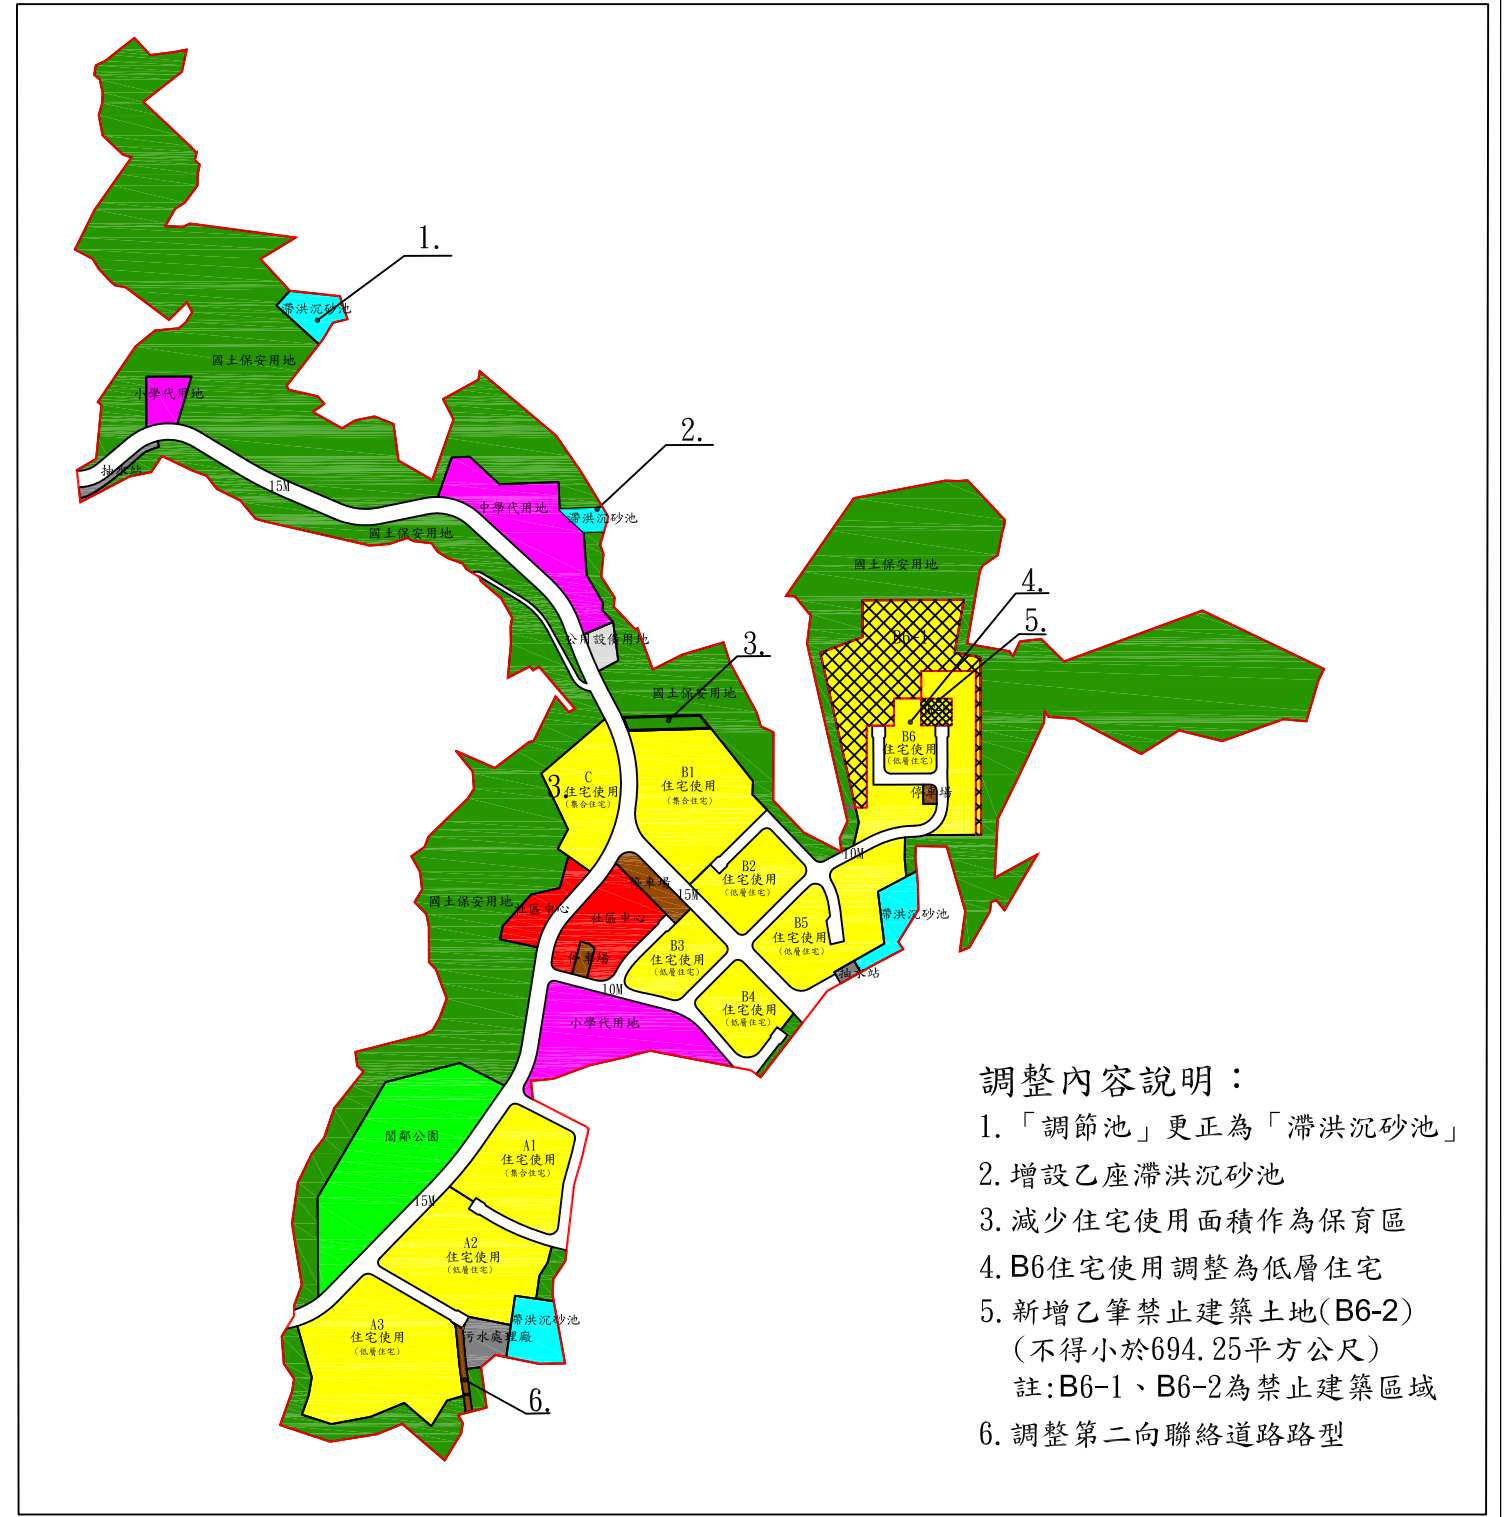 1.
滯洪沉砂池
國土保安用地
小學代用地
2.
抽水站
15M
中學代用地
滯洪沉砂池
國土保安用地
國土保安用地
4.
5.
公用設備用地
B6-1
3.
國土保安用地
B6
住宅使用
(低層住宅)
停車場
3.
C
住宅使用
(集合住宅)
B1
住宅使用
(集合住宅)
10M
B2
住宅使用
(低層住宅)
停車場
15M
國土保安用地
社區中心
社區中心
滯洪沉砂池
B5
住宅使用
(低層住宅)
B3
住宅使用
(低層住宅)
停車場
抽水站
10M
B4
住宅使用
(低層住宅)
小學代用地
閭鄰公園
A1
住宅使用
(集合住宅)
15M
A2
住宅使用
(低層住宅)
滯洪沉砂池
污水處理廠
A3
住宅使用
(低層住宅)
6.
調整內容說明：
1.「調節池」更正為「滯洪沉砂池」
2.增設乙座滯洪沉砂池
3.減少住宅使用面積作為保育區
4.B6住宅使用調整為低層住宅
5.新增乙筆禁止建築土地(B6-2)
(不得小於694.25平方公尺)
註:B6-1、B6-2為禁止建築區域
6.調整第二向聯絡道路路型